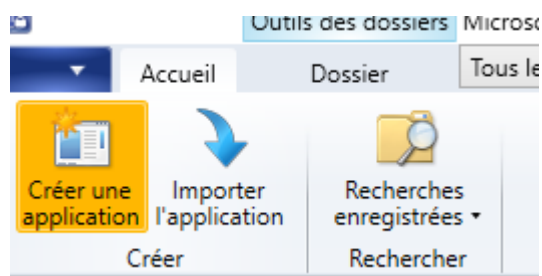 Outils des dossiers
Accueil Dossier Tous le
Créer une application
Importer l'application
Recherches enregistrées
Créer Rechercher